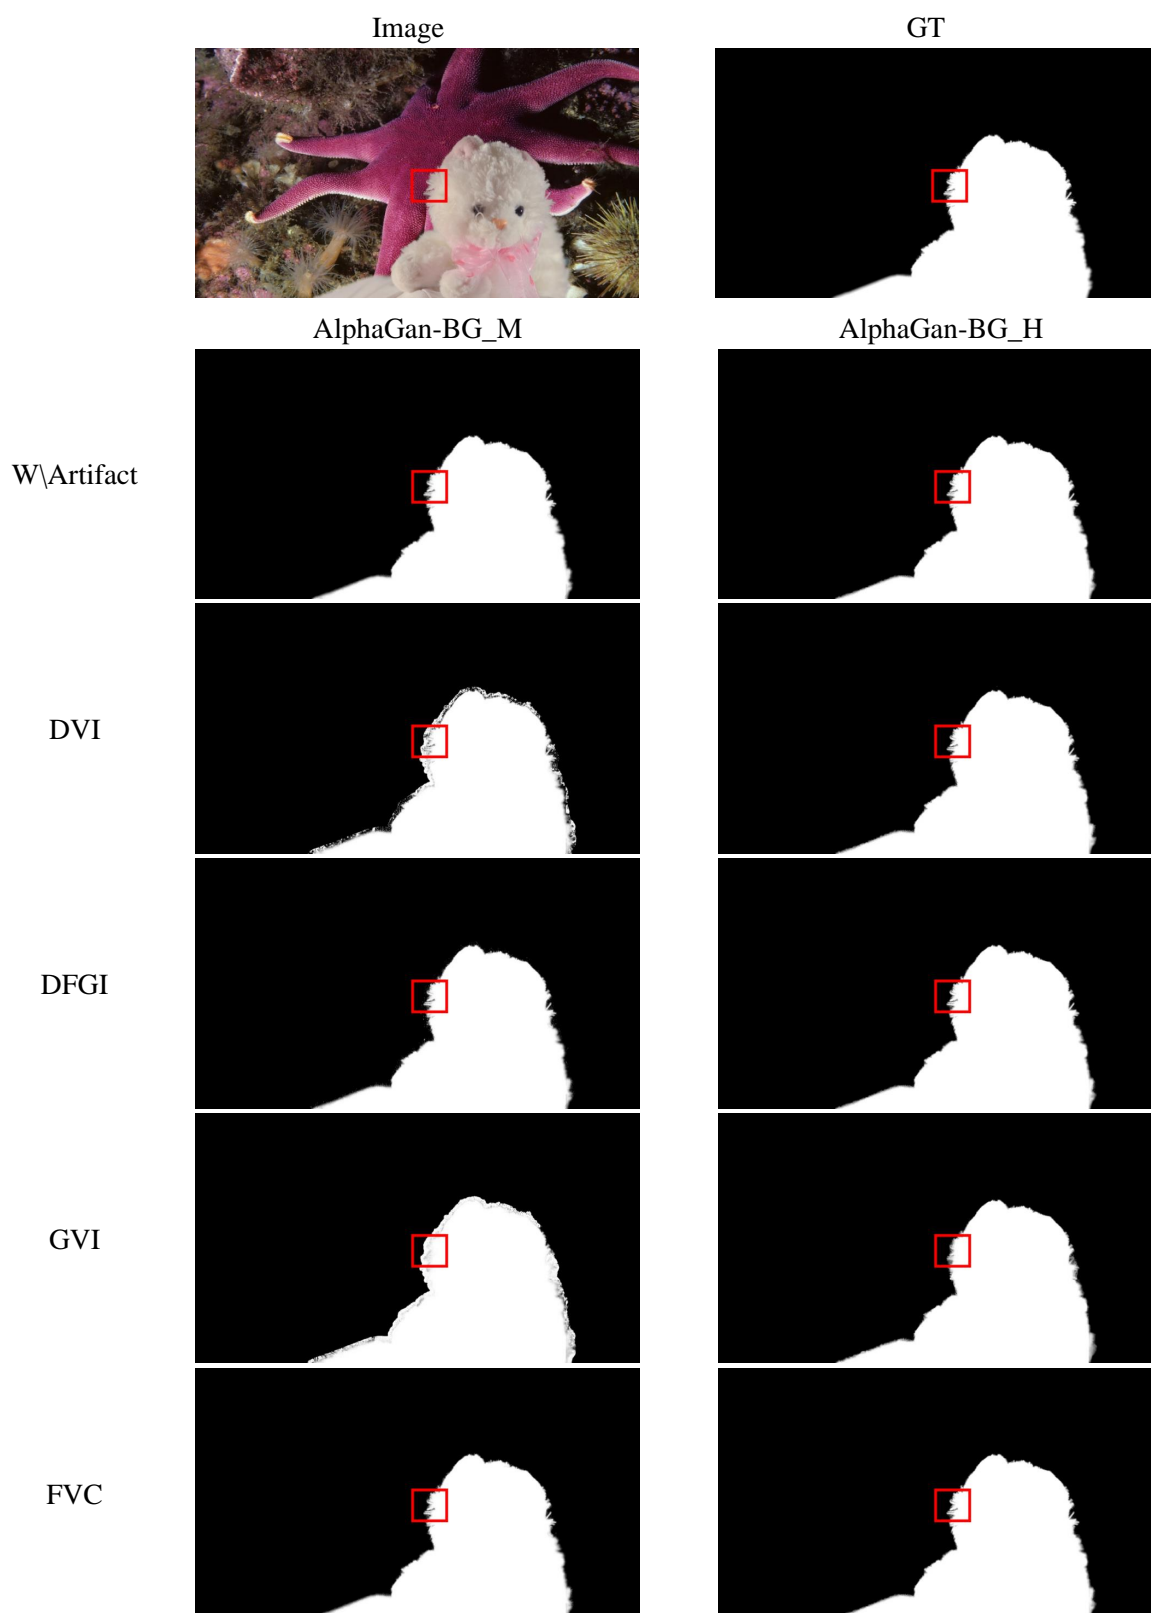 Image
GT
AlphaGan-BG_M
AlphaGan-BG_H
W\Artifact
DVI
DFGI
GVI
FVC